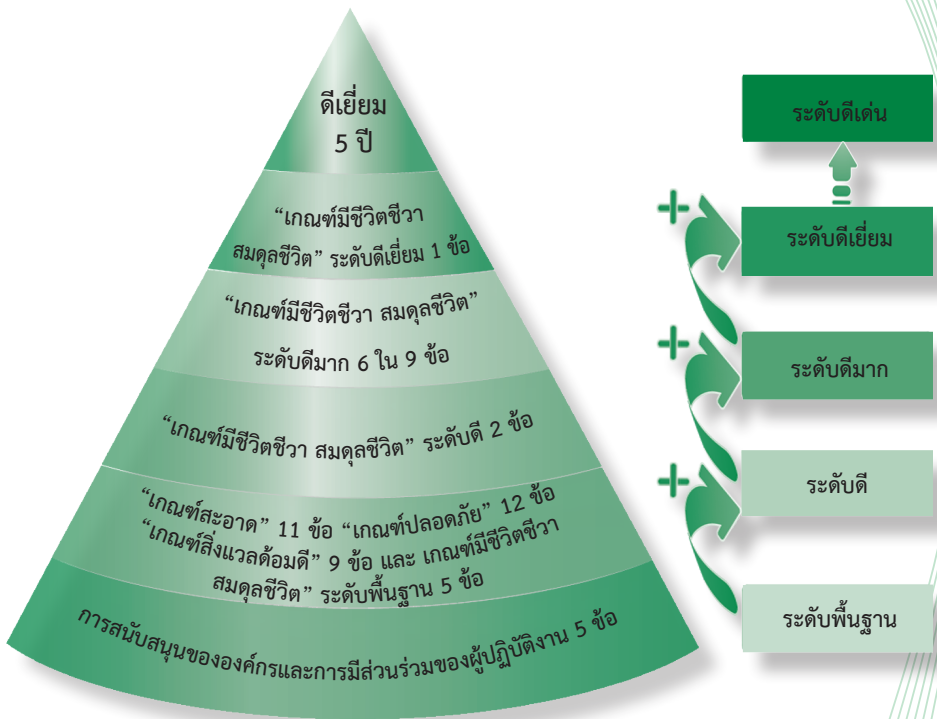 ดีเยี่ยม
5 ปี
“เกณฑ์มีชีวิตชีวา
สมดุลชีวิต” ระดับดีเยี่ยม 1 ข้อ
“เกณฑ์มีชีวิตชีวา สมดุลชีวิต”
ระดับดีมาก 6 ใน 9 ข้อ
“เกณฑ์มีชีวิตชีวา สมดุลชีวิต” ระดับดี 2 ข้อ
“เกณฑ์สะอาด” 11 ข้อ “เกณฑ์ปลอดภัย” 12 ข้อ
“เกณฑ์สิ่งแวลด้อมดี” 9 ข้อ และ เกณฑ์มีชีวิตชีวา
สมดุลชีวิต” ระดับพื้นฐาน 5 ข้อ
การสนับสนุนขององค์กรและการมีส่วนร่วมของผู้ปฏิบัติงาน 5 ข้อ
ระดับดีเด่น
ระดับดีเยี่ยม
ระดับดีมาก
ระดับดี
ระดับพื้นฐาน